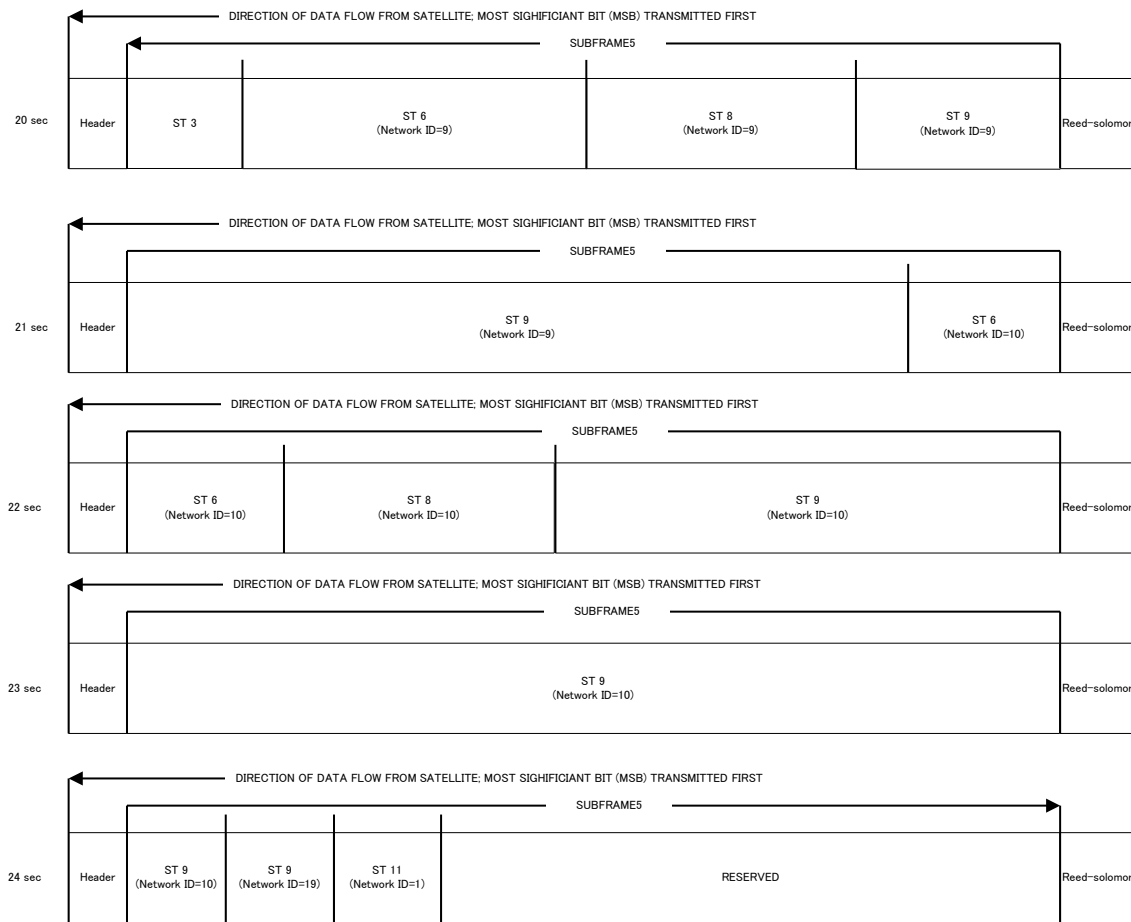 DIRECTION OF DATA FLOW FROM SATELLITE; MOST SIGHIFICIANT BIT (MSB) TRANSMITTED FIRST
SUBFRAME5
20 sec
Header
ST 3
ST 6
(Network ID=9)
ST 8
(Network ID=9)
ST 9
(Network ID=9)
Reed-solomon
DIRECTION OF DATA FLOW FROM SATELLITE; MOST SIGHIFICIANT BIT (MSB) TRANSMITTED FIRST
SUBFRAME5
21 sec
Header
ST 9
(Network ID=9)
ST 6
(Network ID=10)
Reed-solomon
DIRECTION OF DATA FLOW FROM SATELLITE; MOST SIGHIFICIANT BIT (MSB) TRANSMITTED FIRST
SUBFRAME5
22 sec
Header
ST 6
(Network ID=10)
ST 8
(Network ID=10)
ST 9
(Network ID=10)
Reed-solomon
DIRECTION OF DATA FLOW FROM SATELLITE; MOST SIGHIFICIANT BIT (MSB) TRANSMITTED FIRST
SUBFRAME5
23 sec
Header
ST 9
(Network ID=10)
Reed-solomon
DIRECTION OF DATA FLOW FROM SATELLITE; MOST SIGHIFICIANT BIT (MSB) TRANSMITTED FIRST
SUBFRAME5
24 sec
Header
ST 9
(Network ID=10)
ST 9
(Network ID=19)
ST 11
(Network ID=1)
RESERVED
Reed-solomon